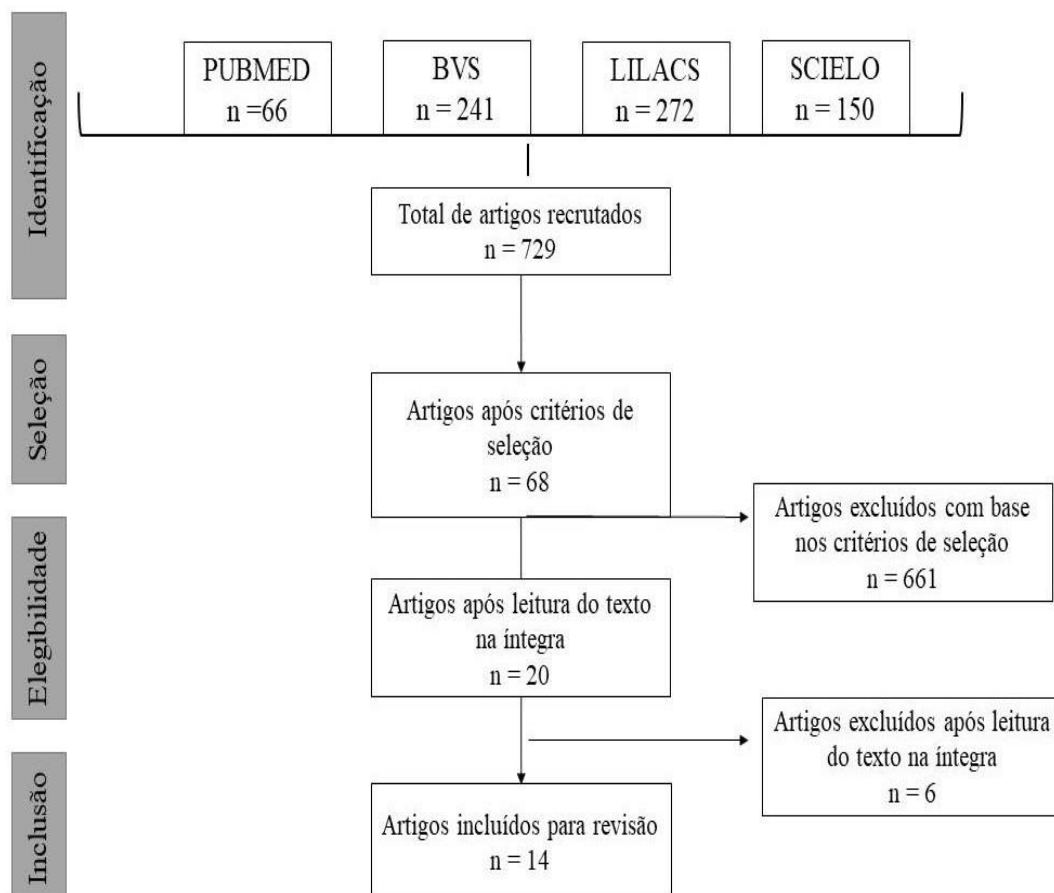 Identificação
PUBMED
n =66
BVS
n = 241
LILACS
n = 272
SCIELO
n = 150
Total de artigos recrutados
n = 729
Seleção
Artigos após critérios de
seleção
n = 68
Artigos excluídos com base
nos critérios de seleção
n = 661
Elegibilidade
Artigos após leitura do texto
na íntegra
n = 20
Artigos excluídos após leitura
do texto na íntegra
n = 6
Inclusão
Artigos incluídos para revisão
n = 14